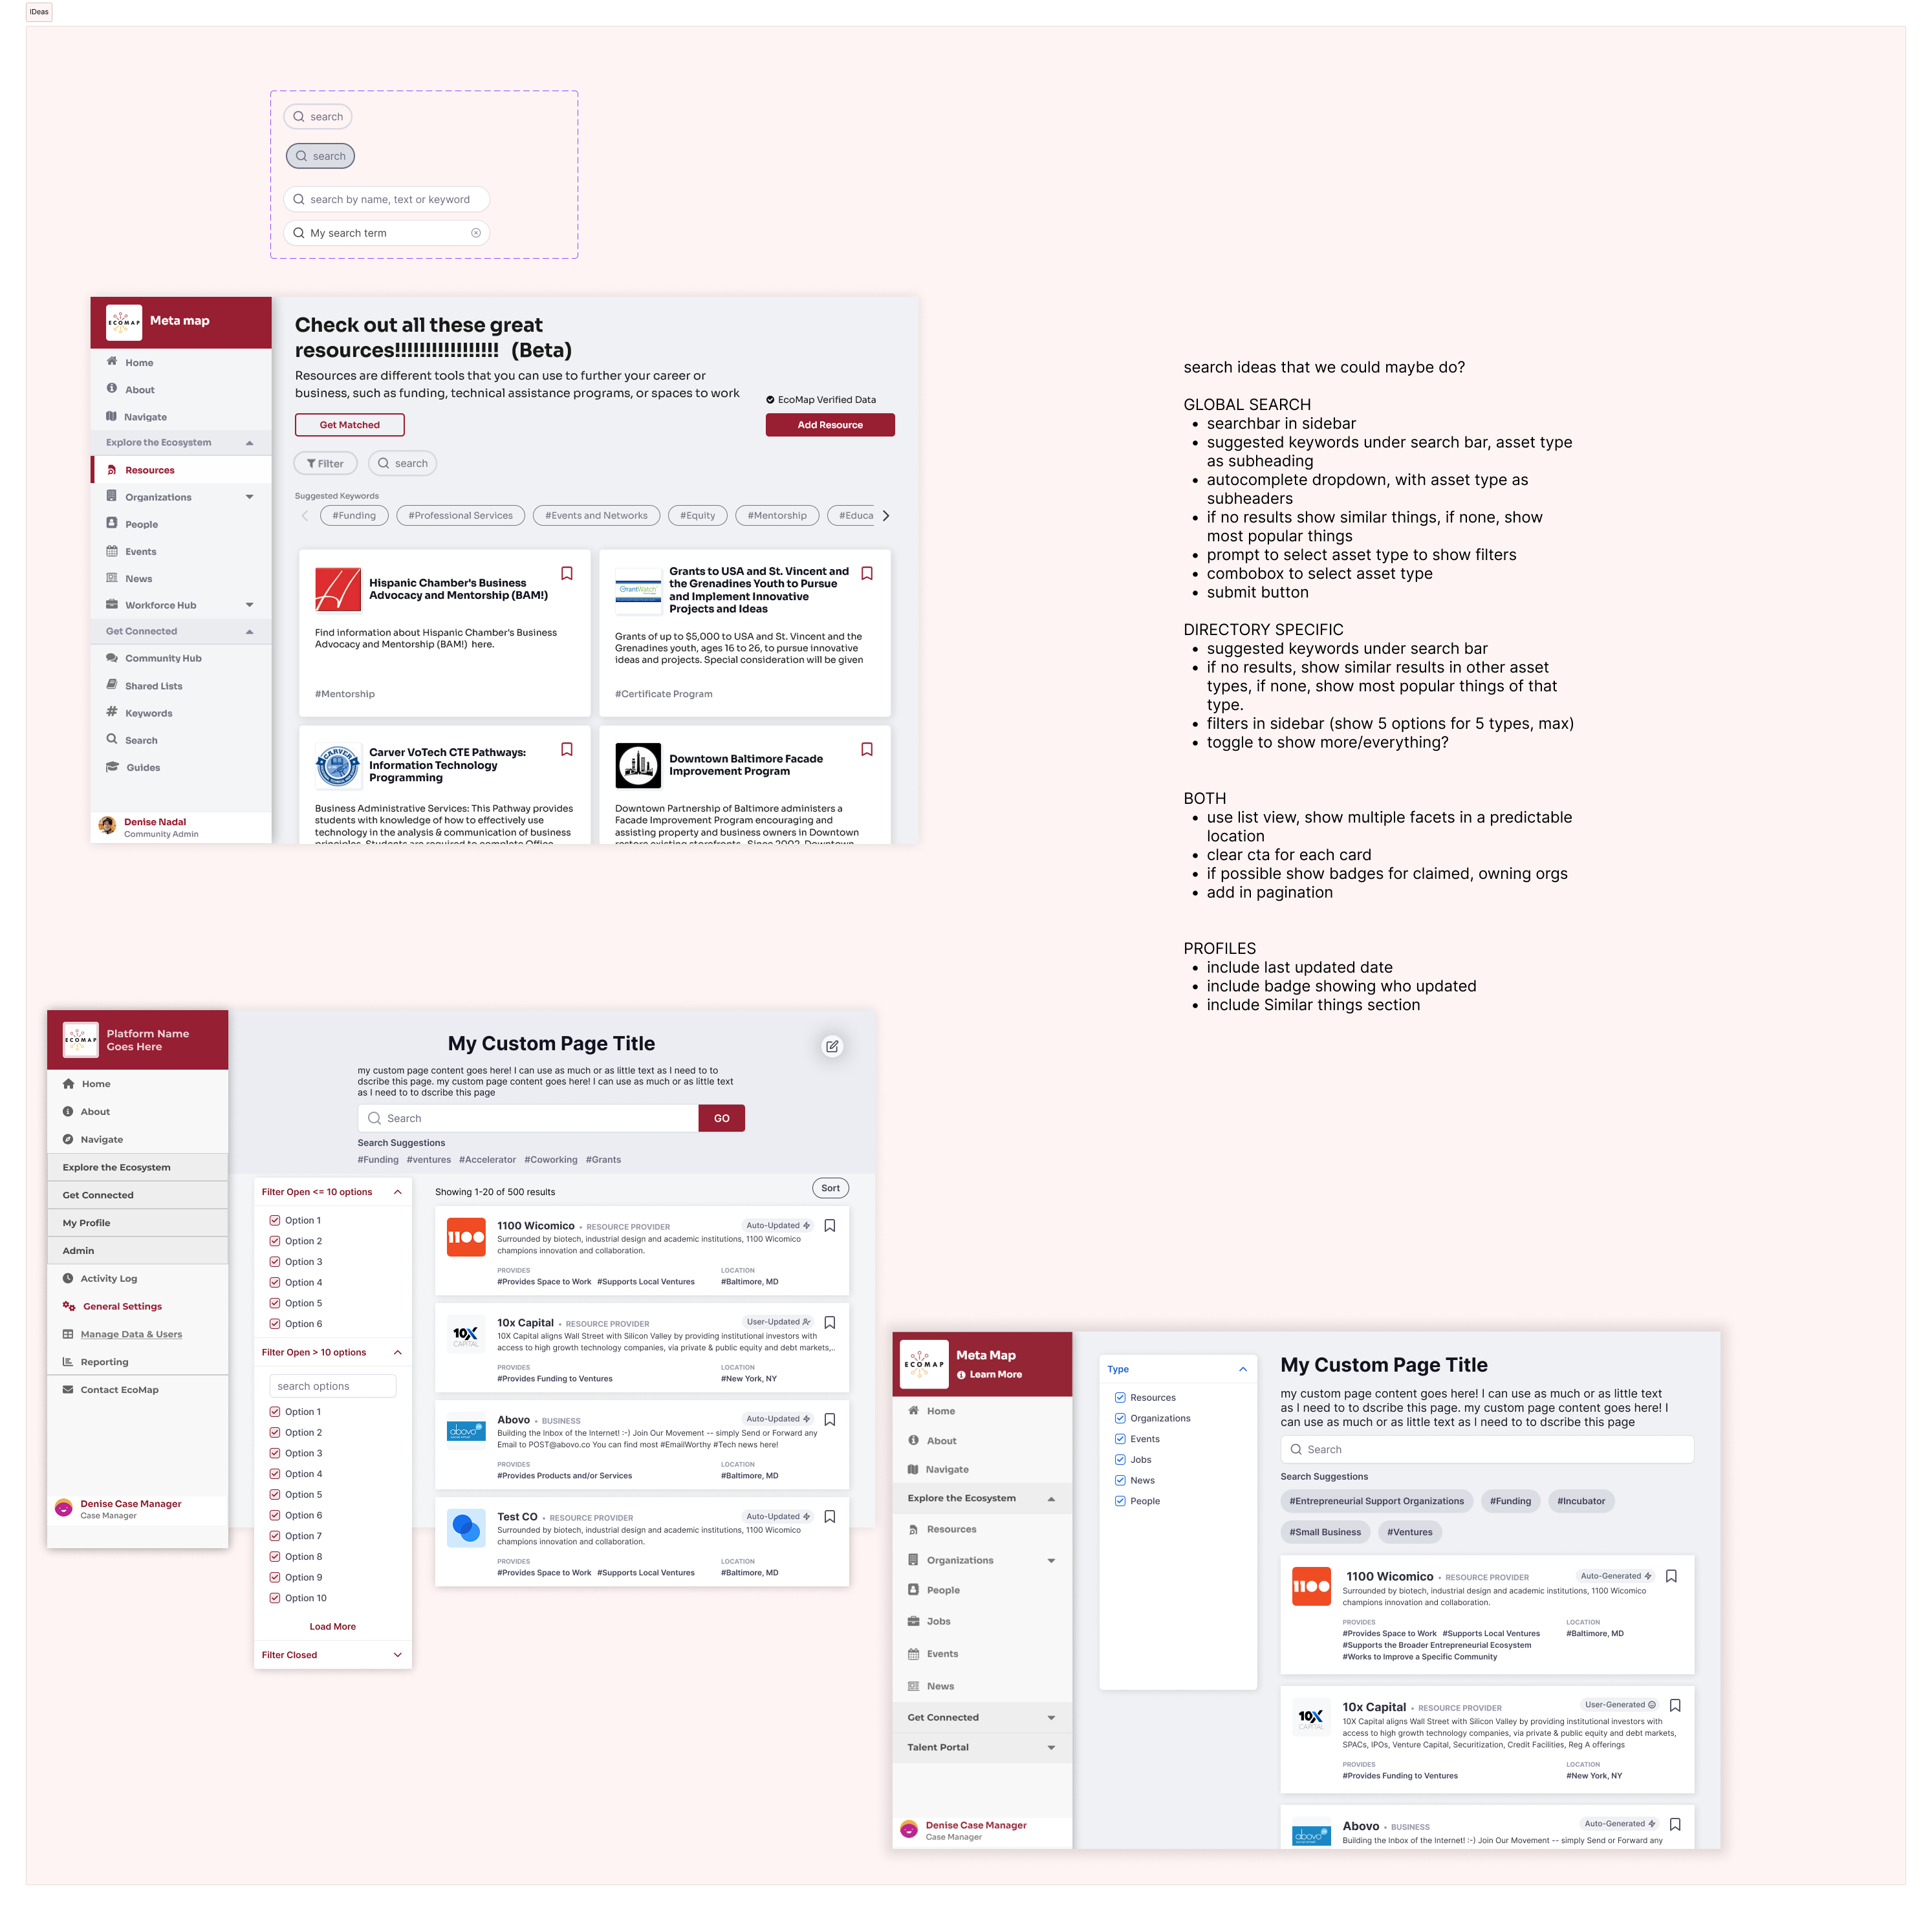 IDeas
search
search
search by name, text or keyword
My search term
ECOMAP
Meta map
Home
About
Navigate
Explore the Ecosystem
Resources
Organizations
People
Events
News
Workforce Hub
Get Connected
Community Hub
Shared Lists
Keywords
Search
Guides
Denise Nadal
Community Admin
Check out all these great
resources!!!!!!!!!!!!!!!!! (Beta)
Resources are different tools that you can use to further your career or
business, such as funding, technical assistance programs, or spaces to work
EcoMap Verified Data
Get Matched
Add Resource
Filter
search
Suggested Keywords
#Funding
#Professional Services
#Events and Networks
#Equity
#Mentorship
#Educa
Hispanic Chamber's Business
Advocacy and Mentorship (BAM!)
Find information about Hispanic Chamber's Business
Advocacy and Mentorship (BAM!) here.
#Mentorship
GrantWatch
Grants to USA and St. Vincent and
the Grenadines Youth to Pursue
and Implement Innovative
Projects and Ideas
Grants of up to $5,000 to USA and St. Vincent and the
Grenadines youth, ages 16 to 26, to pursue innovative
ideas and projects. Special consideration will be given
#Certificate Program
CARVER
Carver VoTech CTE Pathways:
Information Technology
Programming
Business Administrative Services: This Pathway provides
students with knowledge of how to effectively use
technology in the analysis & communication of business
principles. Students are required to complete Office
Downtown Baltimore Facade
Improvement Program
Downtown Partnership of Baltimore administers a
Facade Improvement Program encouraging and
assisting property and business owners in Downtown
restore existing storefronts. Since 2002, Downtown
search ideas that we could maybe do?
GLOBAL SEARCH
• searchbar in sidebar
• suggested keywords under search bar, asset type
as subheading
• autocomplete dropdown, with asset type as
subheaders
• if no results show similar things, if none, show
most popular things
• prompt to select asset type to show filters
• combobox to select asset type
• submit button
DIRECTORY SPECIFIC
• suggested keywords under search bar
• if no results, show similar results in other asset
types, if none, show most popular things of that
type.
• filters in sidebar (show 5 options for 5 types, max)
• toggle to show more/everything?
BOTH
• use list view, show multiple facets in a predictable
location
• clear cta for each card
• if possible show badges for claimed, owning orgs
• add in pagination
PROFILES
• include last updated date
• include badge showing who updated
• include Similar things section
ECOMAP
Platform Name
Goes Here
Home
About
Navigate
Explore the Ecosystem
Get Connected
My Profile
Admin
Activity Log
General Settings
Manage Data & Users
Reporting
Contact EcoMap
Denise Case Manager
Case Manager
My Custom Page Title
my custom page content goes here! I can use as much or as little text as I need to to
dscribe this page. my custom page content goes here! I can use as much or as little text
as I need to to dscribe this page
Search
GO
Search Suggestions
#Funding #ventures #Accelerator #Coworking #Grants
Filter Open <= 10 options
Option 1
Option 2
Option 3
Option 4
Option 5
Option 6
Filter Open > 10 options
search options
Option 1
Option 2
Option 3
Option 4
Option 5
Option 6
Option 7
Option 8
Option 9
Option 10
Load More
Filter Closed
Showing 1-20 of 500 results
Sort
1100
1100 Wicomico • RESOURCE PROVIDER
Auto-Updated
Surrounded by biotech, industrial design and academic institutions, 1100 Wicomico
champions innovation and collaboration.
PROVIDES
LOCATION
#Provides Space to Work #Supports Local Ventures
#Baltimore, MD
10X
CAPITAL
10x Capital • RESOURCE PROVIDER
User-Updated
10X Capital aligns Wall Street with Silicon Valley by providing institutional investors with
access to high growth technology companies, via private & public equity and debt markets,..
PROVIDES
LOCATION
#Provides Funding to Ventures
#New York, NY
abovo
Abovo • BUSINESS
Auto-Updated
Building the Inbox of the Internet! :-) Join Our Movement -- simply Send or Forward any
Email to POST@abovo.co You can find most #EmailWorthy #Tech news here!
PROVIDES
LOCATION
#Provides Products and/or Services
#Baltimore, MD
Test CO • RESOURCE PROVIDER
Auto-Updated
Surrounded by biotech, industrial design and academic institutions, 1100 Wicomico
champions innovation and collaboration.
PROVIDES
LOCATION
#Provides Space to Work #Supports Local Ventures
#Baltimore, MD
ECOMAP
Meta Map
Learn More
Home
About
Navigate
Explore the Ecosystem
Resources
Organizations
People
Jobs
Events
News
Get Connected
Talent Portal
Denise Case Manager
Case Manager
Type
Resources
Organizations
Events
Jobs
News
People
My Custom Page Title
my custom page content goes here! I can use as much or as little text
as I need to to dscribe this page. my custom page content goes here! I
can use as much or as little text as I need to to dscribe this page
Search
Search Suggestions
#Entrepreneurial Support Organizations
#Funding
#Incubator
#Small Business
#Ventures
1100
1100 Wicomico • RESOURCE PROVIDER
Auto-Generated
Surrounded by biotech, industrial design and academic institutions, 1100 Wicomico
champions innovation and collaboration.
PROVIDES
LOCATION
#Provides Space to Work #Supports Local Ventures
#Baltimore, MD
#Supports the Broader Entrepreneurial Ecosystem
#Works to Improve a Specific Community
10X
CAPITAL
10x Capital • RESOURCE PROVIDER
User-Generated
10X Capital aligns Wall Street with Silicon Valley by providing institutional investors with
access to high growth technology companies, via private & public equity and debt markets,
SPACs, IPOs, Venture Capital, Securitization, Credit Facilities, Reg A offerings
PROVIDES
LOCATION
#Provides Funding to Ventures
#New York, NY
abovo
Abovo • BUSINESS
Auto-Generated
Building the Inbox of the Internet! :-) Join Our Movement -- simply Send or Forward any